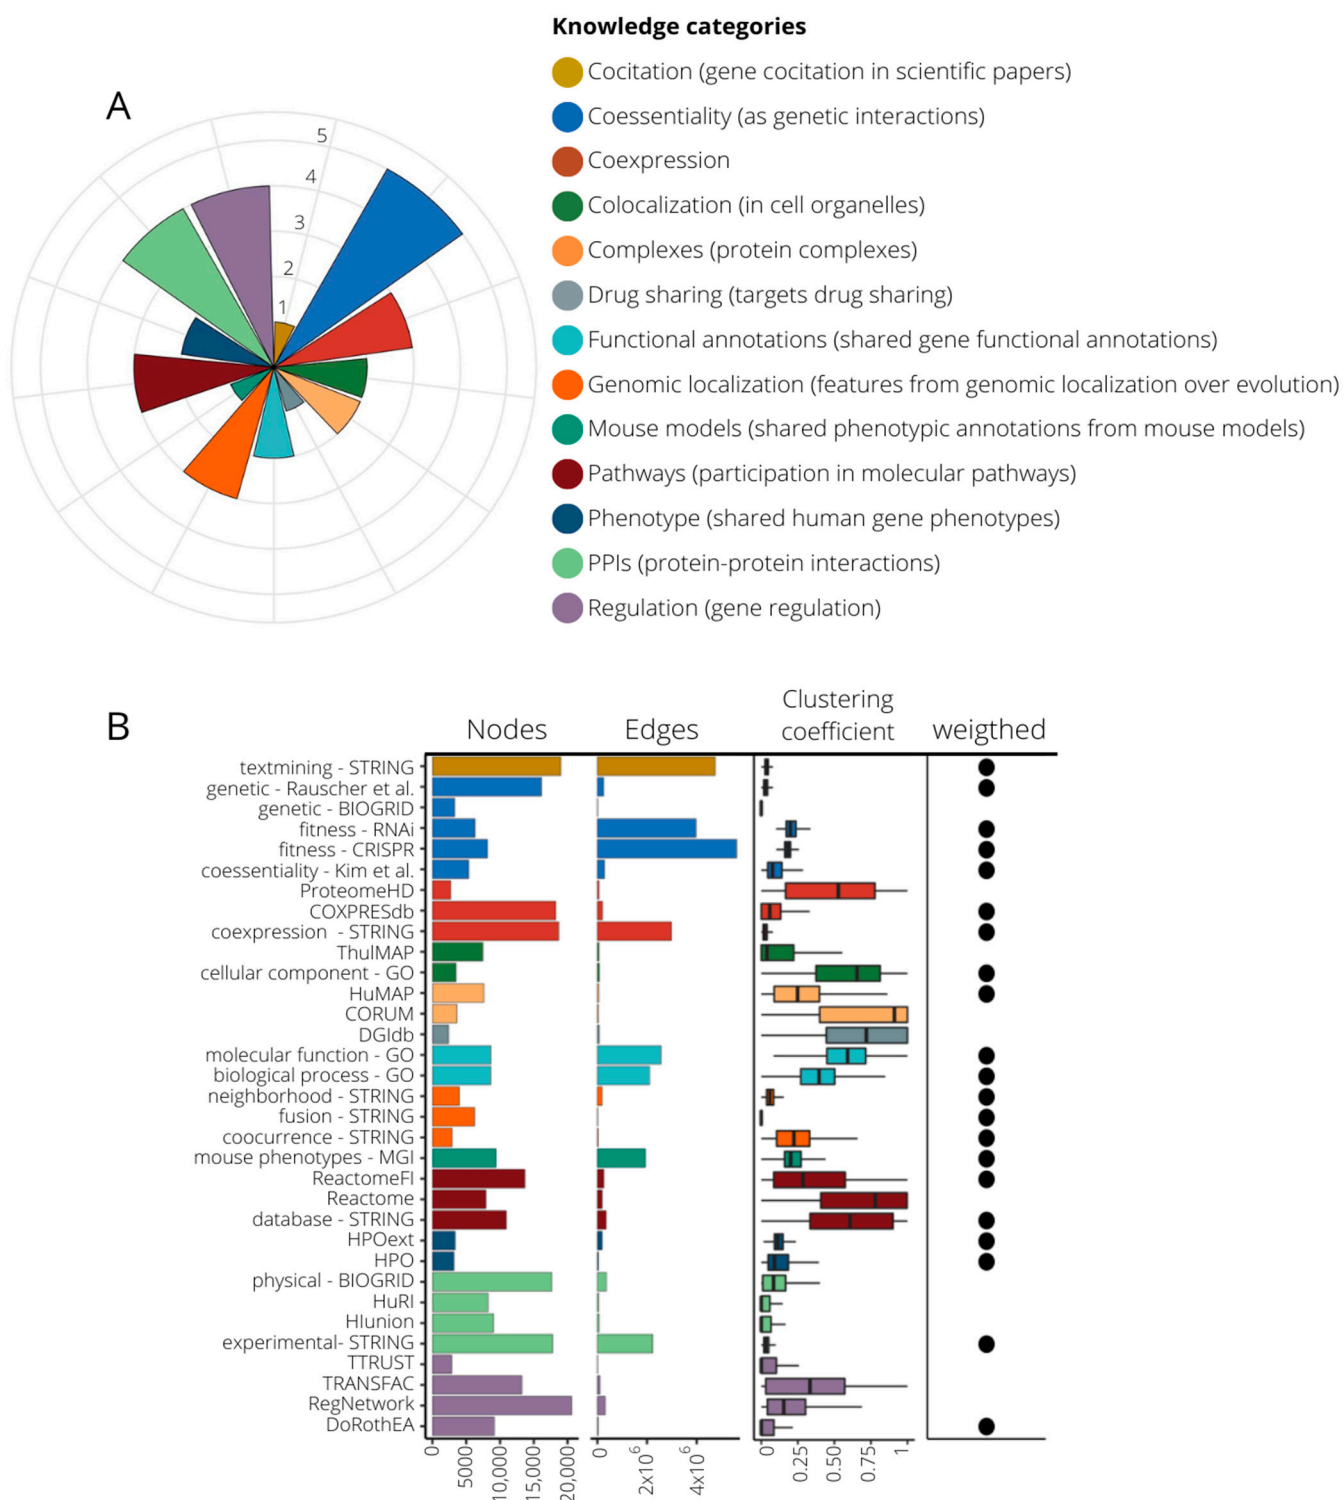 Knowledge categories
A
Cocitation (gene cocitation in scientific papers)
Coessentiality (as genetic interactions)
Coexpression
Colocalization (in cell organelles)
Complexes (protein complexes)
Drug sharing (targets drug sharing)
Functional annotations (shared gene functional annotations)
Genomic localization (features from genomic localization over evolution)
Mouse models (shared phenotypic annotations from mouse models)
Pathways (participation in molecular pathways)
Phenotype (shared human gene phenotypes)
PPIs (protein-protein interactions)
Regulation (gene regulation)
5
4
3
2
1
B
Nodes
Edges
Clustering
coefficient
weigthed
textmining - STRING
genetic - Rauscher et al.
genetic - BIOGRID
fitness - RNAi
fitness - CRISPR
coessentiality - Kim et al.
ProteomeHD
COXPRESdb
coexpression - STRING
ThulMAP
cellular component - GO
HuMAP
CORUM
DGIdb
molecular function - GO
biological process - GO
neighborhood - STRING
fusion - STRING
coocurrence - STRING
mouse phenotypes - MGI
ReactomeFI
Reactome
database - STRING
HPOext
HPO
physical - BIOGRID
HuRI
HIunion
experimental- STRING
TTRUST
TRANSFAC
RegNetwork
DoRothEA
0
5000
10,000
15,000
20,000
0
2x10⁶
4x10⁶
0
0.25
0.50
0.75
1